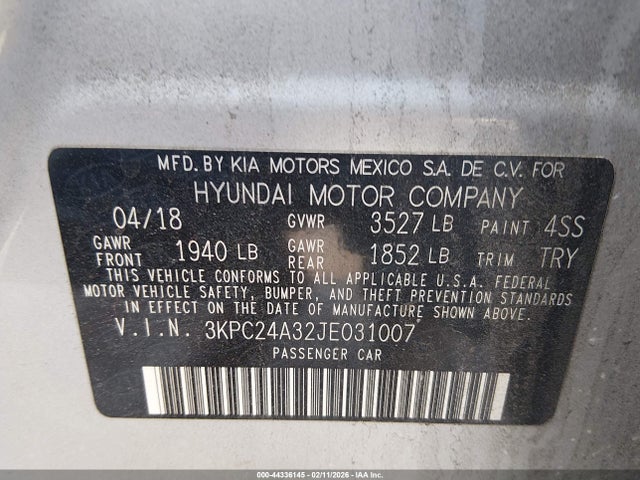 MFD. BY KIA MOTORS MEXICO S.A. DE C.V. FOR
HYUNDAI MOTOR COMPANY
04/18 GVWR 3527 LB PAINT 4SS
GAWR FRONT 1940 LB GAWR REAR 1852 LB TRIM TRY
THIS VEHICLE CONFORMS TO ALL APPLICABLE U.S.A. FEDERAL
MOTOR VEHICLE SAFETY, BUMPER, AND THEFT PREVENTION STANDARDS
IN EFFECT ON THE DATE OF MANUFACTURE SHOWN ABOVE.
V.I.N. 3KPC24A32JE031007
PASSENGER CAR
000-44336145 - 02/11/2026 - IAA Inc.